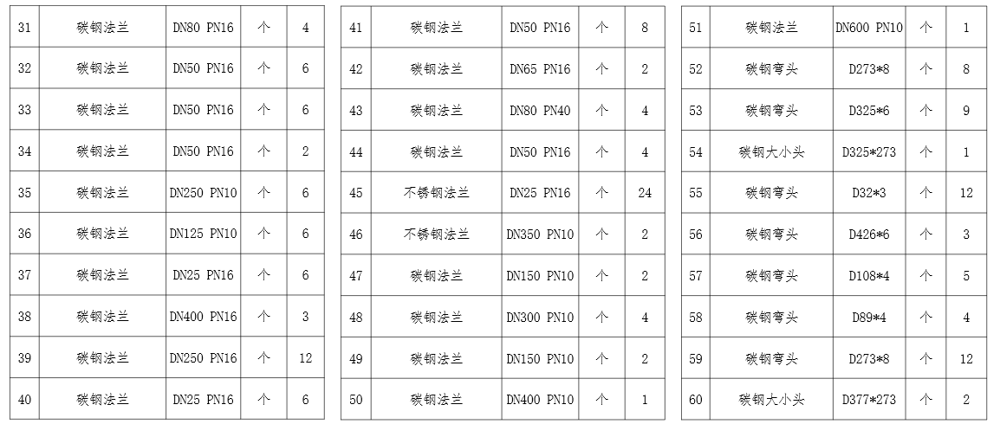 31 碳钢法兰 DN80 PN16 个 4
32 碳钢法兰 DN50 PN16 个 6
33 碳钢法兰 DN50 PN16 个 6
34 碳钢法兰 DN50 PN16 个 2
35 碳钢法兰 DN250 PN10 个 6
36 碳钢法兰 DN125 PN10 个 6
37 碳钢法兰 DN25 PN16 个 6
38 碳钢法兰 DN400 PN16 个 3
39 碳钢法兰 DN250 PN16 个 12
40 碳钢法兰 DN25 PN16 个 6
41 碳钢法兰 DN50 PN16 个 8
42 碳钢法兰 DN65 PN16 个 2
43 碳钢法兰 DN80 PN40 个 4
44 碳钢法兰 DN50 PN16 个 4
45 不锈钢法兰 DN25 PN16 个 24
46 不锈钢法兰 DN350 PN10 个 2
47 碳钢法兰 DN150 PN10 个 2
48 碳钢法兰 DN300 PN10 个 4
49 碳钢法兰 DN150 PN10 个 2
50 碳钢法兰 DN400 PN10 个 1
51 碳钢法兰 DN600 PN10 个 1
52 碳钢弯头 D273*8 个 8
53 碳钢弯头 D325*6 个 9
54 碳钢大小头 D325*273 个 1
55 碳钢弯头 D32*3 个 12
56 碳钢弯头 D426*6 个 3
57 碳钢弯头 D108*4 个 5
58 碳钢弯头 D89*4 个 4
59 碳钢弯头 D273*8 个 12
60 碳钢大小头 D377*273 个 2